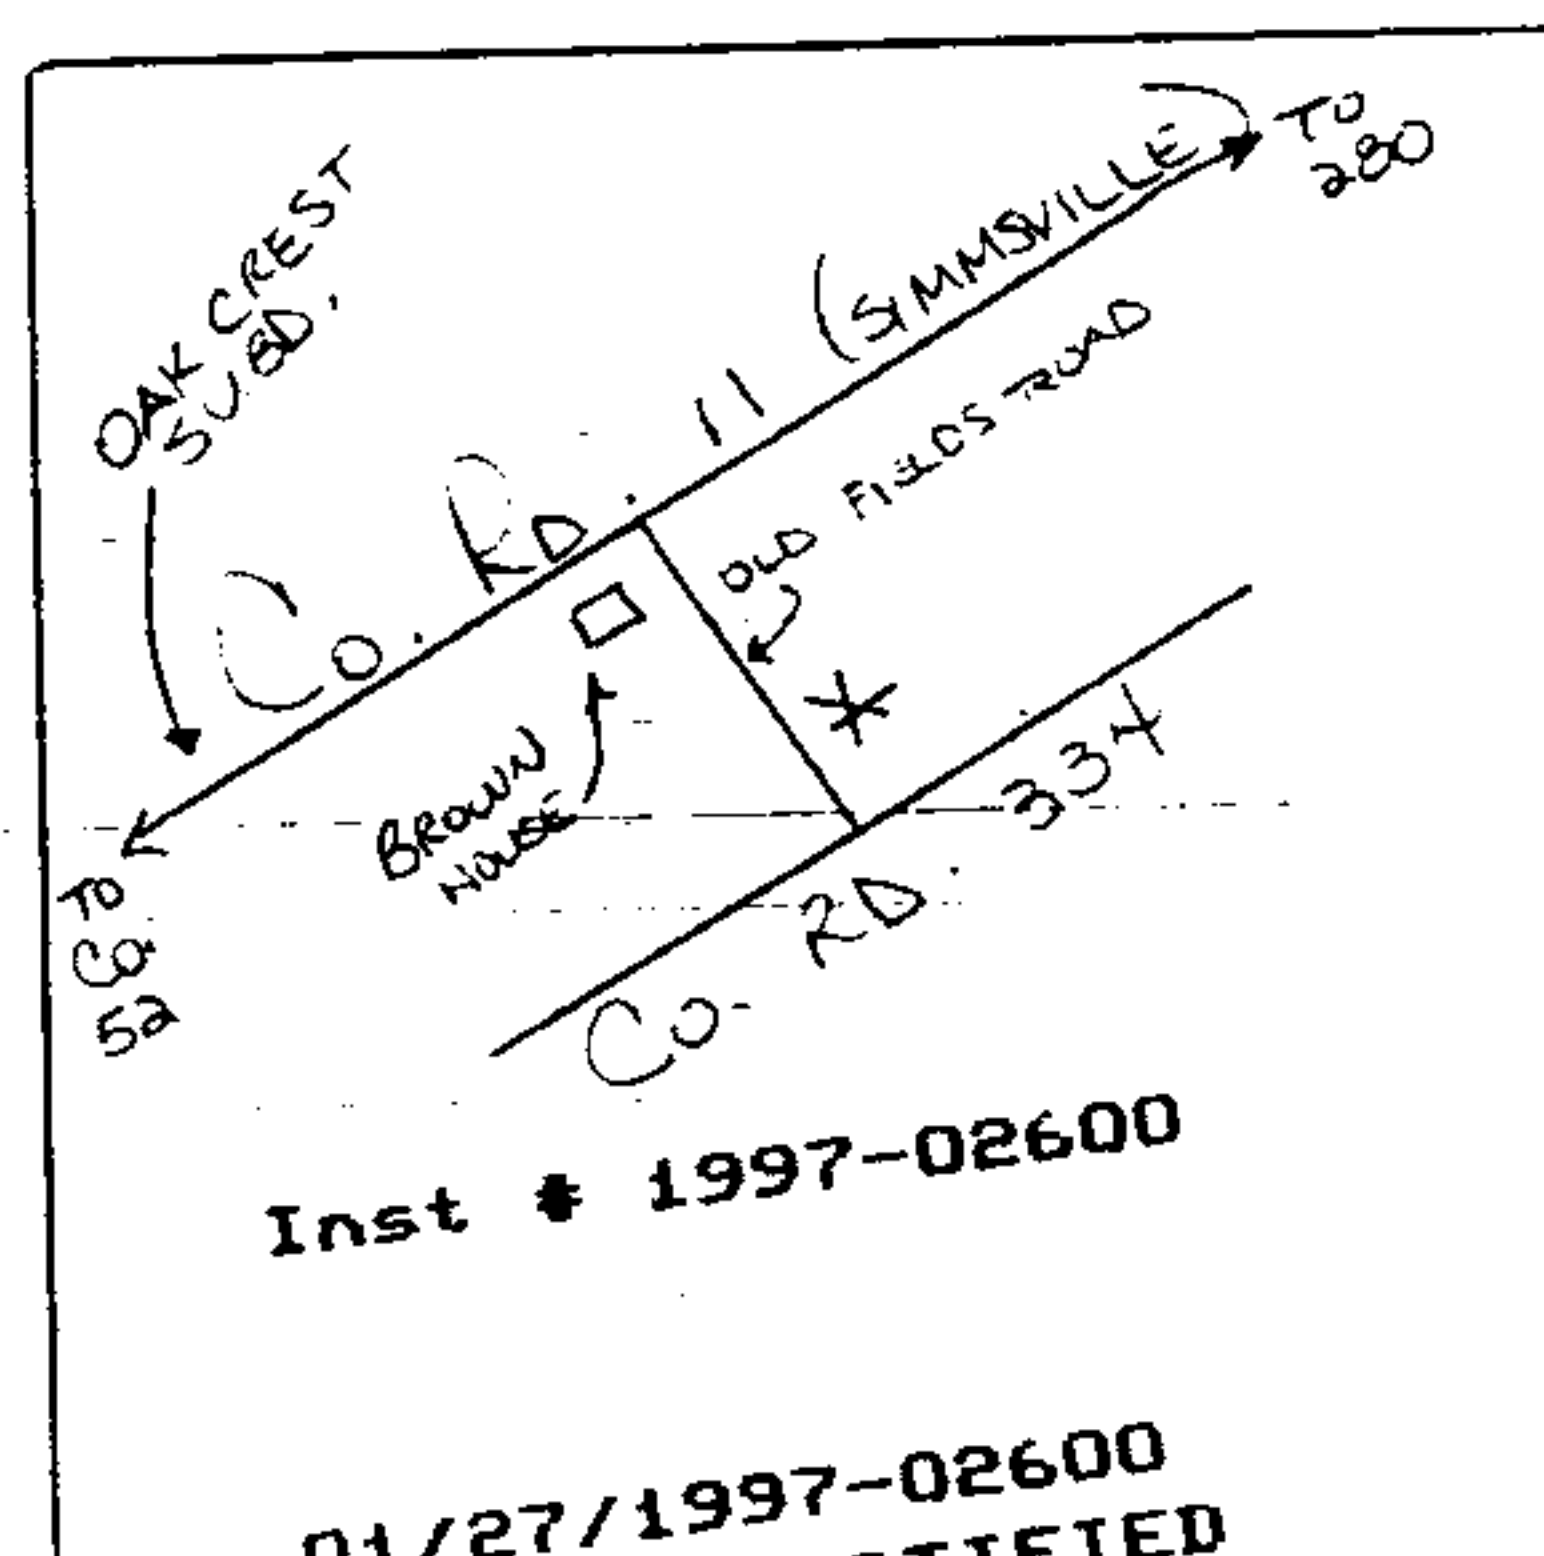 TO
280
(SIMMSVILLE)
OAK CREST
SUBD.
CO. RD. 11
OLD FIELDS ROAD
BROWN
HOUSE
TO
CO.
52
CO. RD. 334
Inst # 1997-02600
01/27/1997-02600